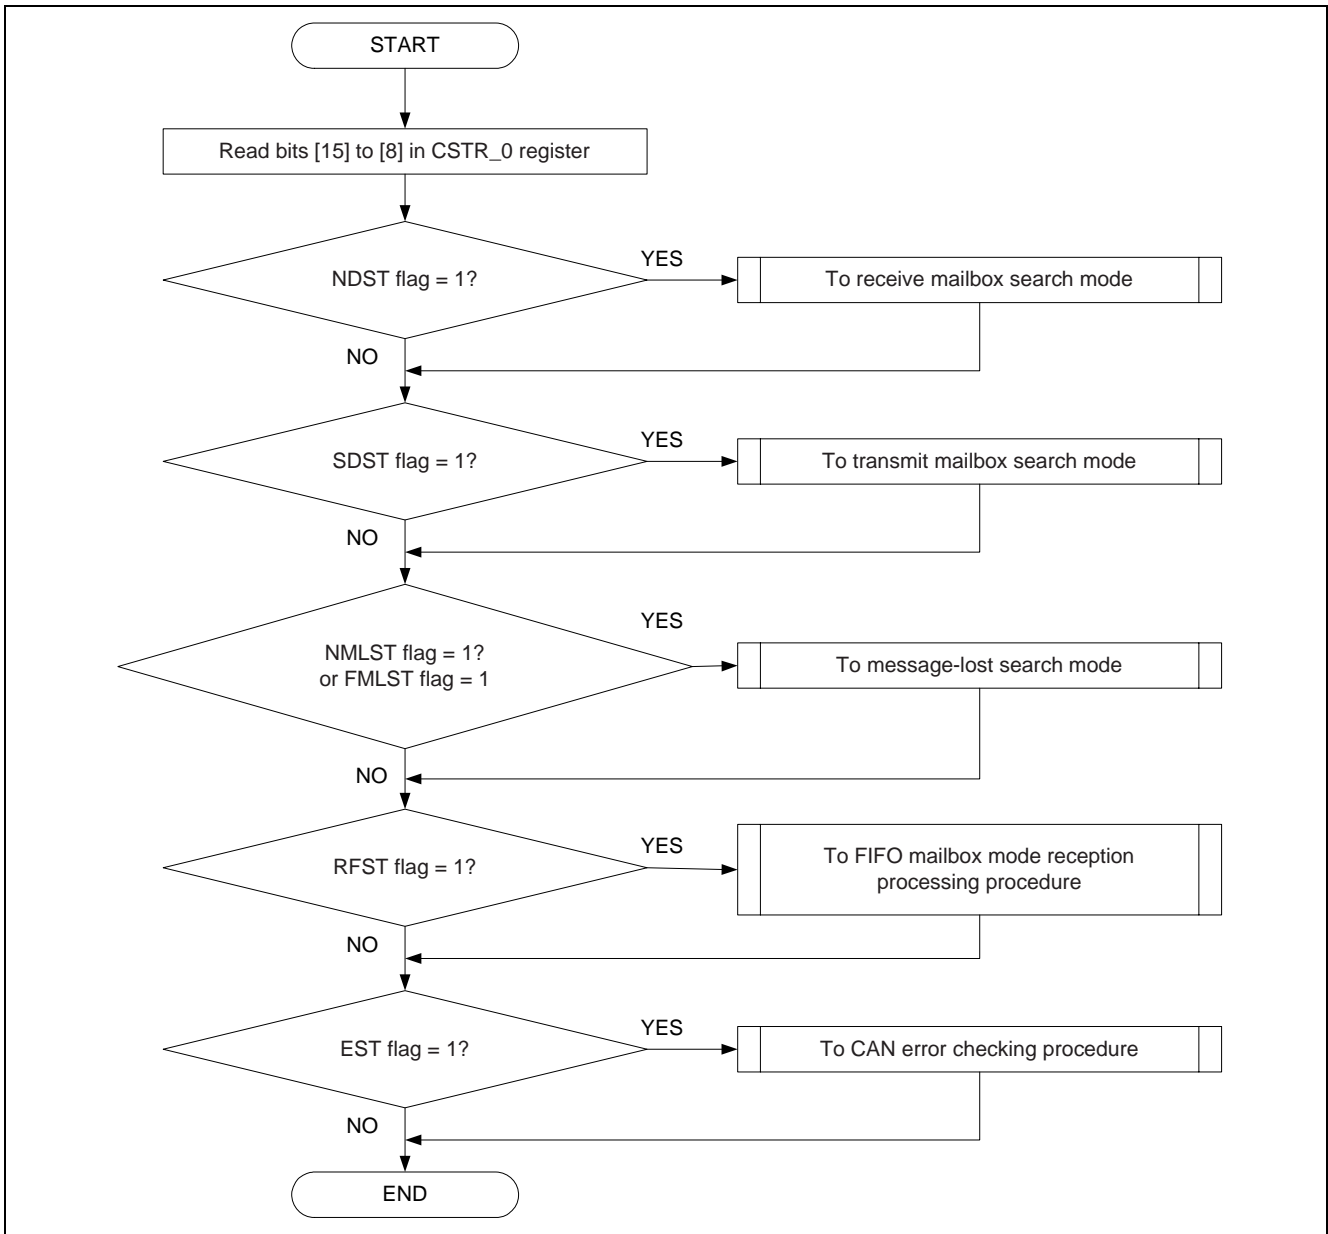 START
Read bits [15] to [8] in CSTR_0 register
NDST flag = 1?
YES
To receive mailbox search mode
NO
SDST flag = 1?
YES
To transmit mailbox search mode
NO
NMLST flag = 1?
or FMLST flag = 1
YES
To message-lost search mode
NO
RFST flag = 1?
YES
To FIFO mailbox mode reception
processing procedure
NO
EST flag = 1?
YES
To CAN error checking procedure
NO
END